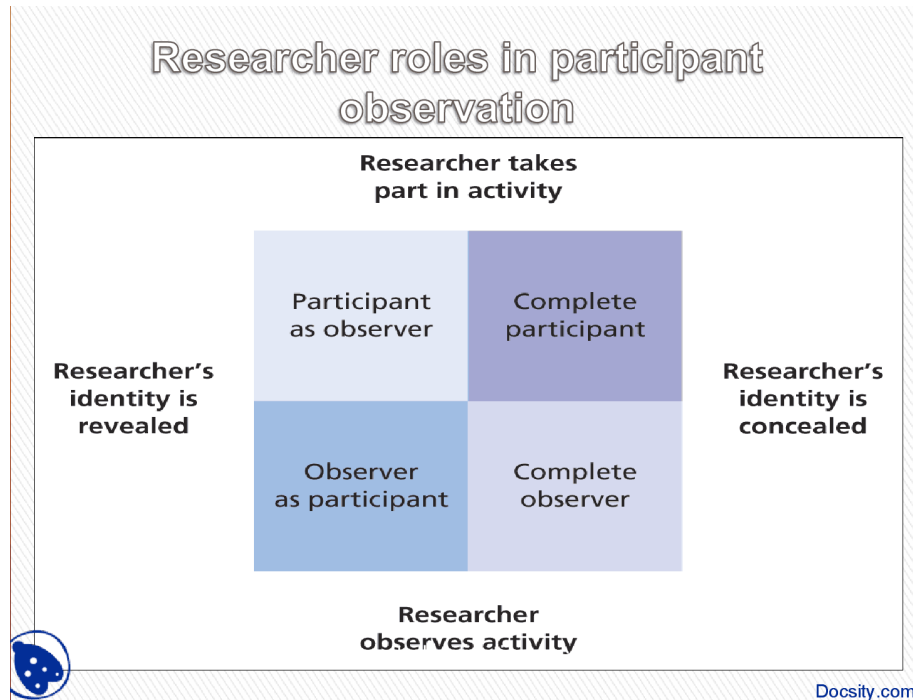 Researcher roles in participant
observation
Researcher takes
part in activity
Participant
as observer
Complete
participant
Researcher's
identity is
revealed
Researcher's
identity is
concealed
Observer
as participant
Complete
observer
Researcher
observes activity
Docsity.com